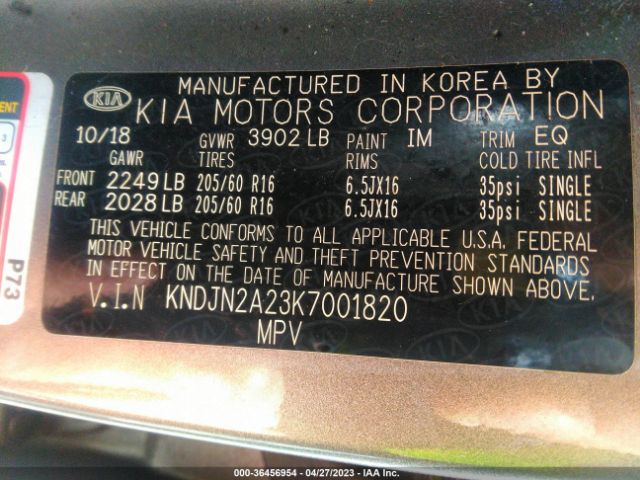 MANUFACTURED IN KOREA BY
KIA KIA MOTORS CORPORATION
10/18 GVWR 3902 LB PAINT IM TRIM EQ
GAWR TIRES RIMS COLD TIRE INFL
FRONT 2249 LB 205/60 R16 6.5JX16 35psi SINGLE
REAR 2028 LB 205/60 R16 6.5JX16 35psi SINGLE
THIS VEHICLE CONFORMS TO ALL APPLICABLE U.S.A. FEDERAL
MOTOR VEHICLE SAFETY AND THEFT PREVENTION STANDARDS
IN EFFECT ON THE DATE OF MANUFACTURE SHOWN ABOVE.
V.I.N KNDJN2A23K7001820
MPV
3
P73
000-36456954 - 04/27/2023 - IAA Inc.